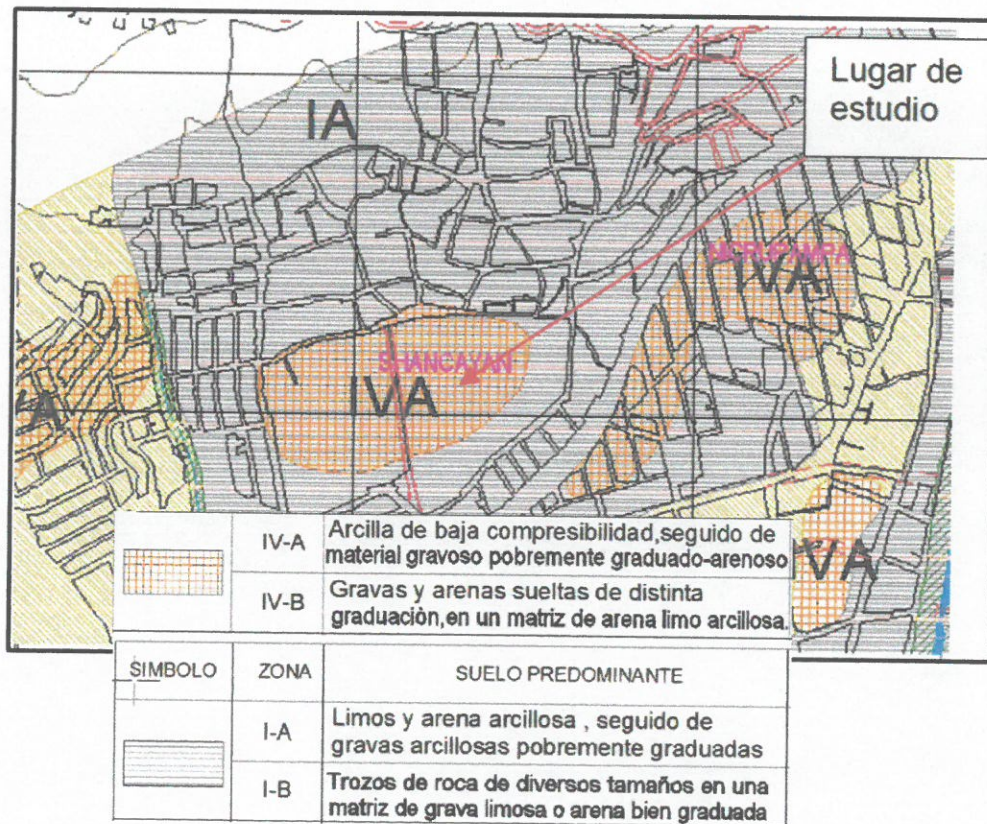 Lugar de
estudio
IA
NICRUPAMPA
IVA
SHANCAYAN
IVA
VA
IVA
IV-A
Arcilla de baja compresibilidad,seguido de
material gravoso pobremente graduado-arenoso
IV-B
Gravas y arenas sueltas de distinta
graduaciòn,en un matriz de arena limo arcillosa.
SIMBOLO ZONA SUELO PREDOMINANTE
I-A
Limos y arena arcillosa , seguido de
gravas arcillosas pobremente graduadas
I-B
Trozos de roca de diversos tamaños en una
matriz de grava limosa o arena bien graduada